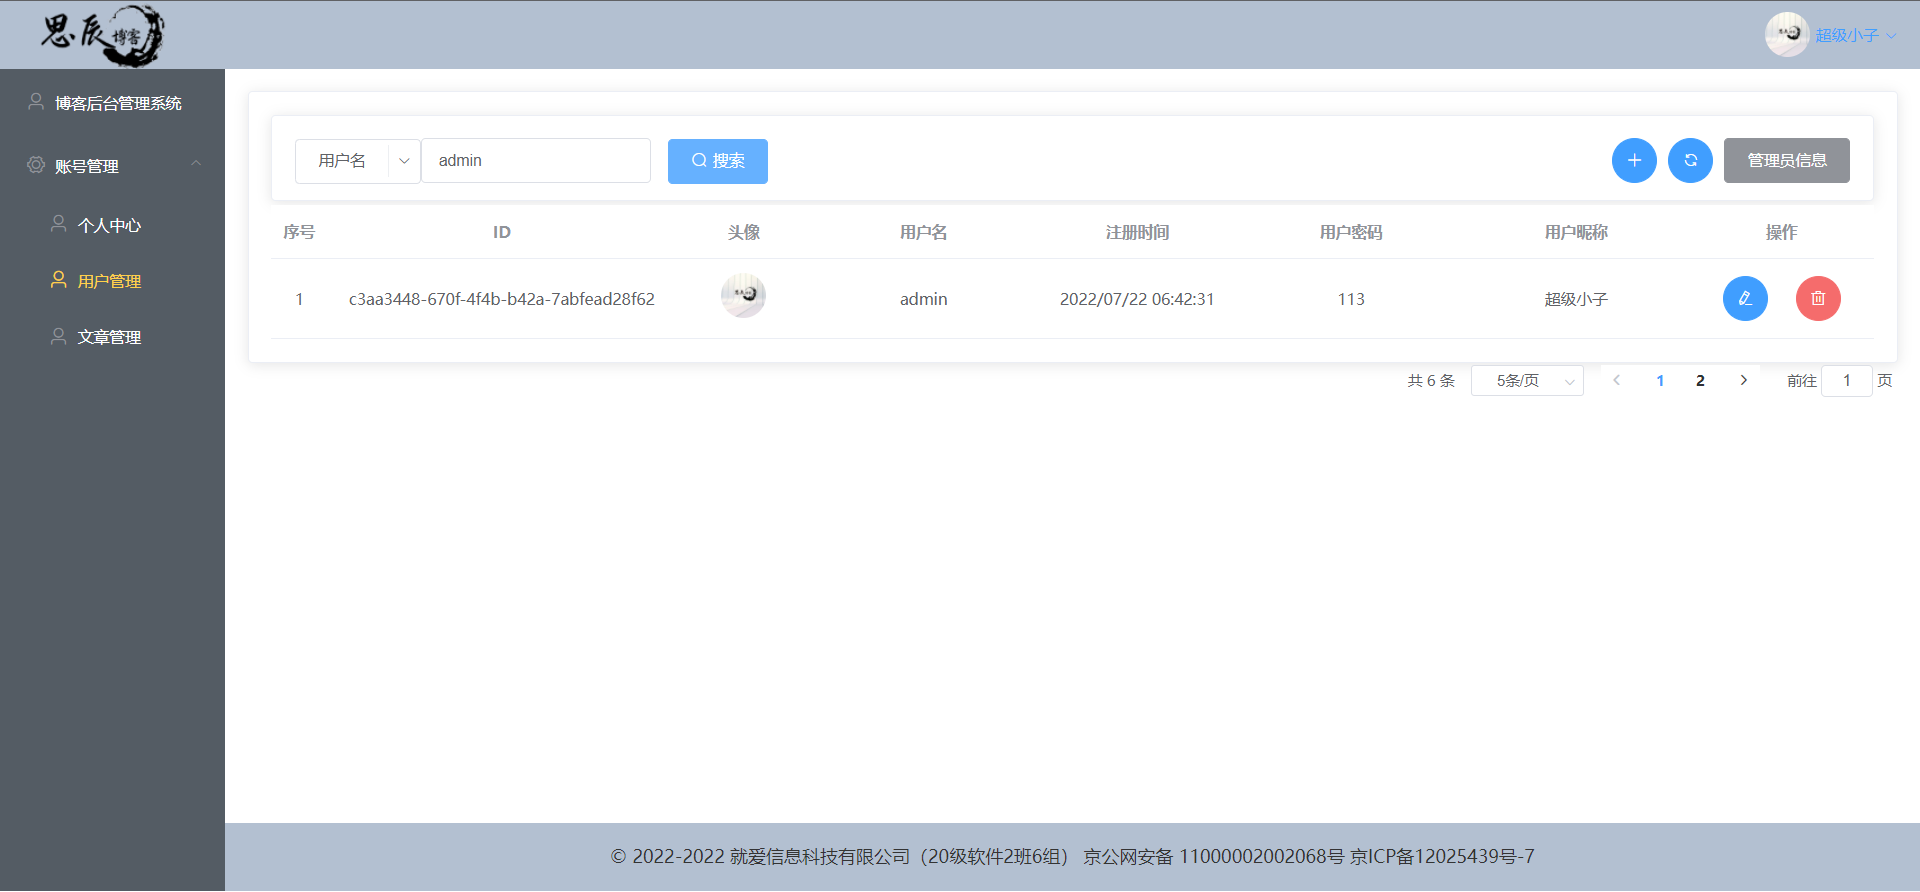 思辰博客
超级小子
博客后台管理系统
账号管理
个人中心
用户管理
文章管理
用户名 admin 搜索 管理员信息
序号 ID 头像 用户名 注册时间 用户密码 用户昵称 操作
1 c3aa3448-670f-4f4b-b42a-7abfead28f62 admin 2022/07/22 06:42:31 113 超级小子
共 6 条 5条/页 1 2 前往 1 页
© 2022-2022 就爱信息科技有限公司（20级软件2班6组） 京公网安备 11000002002068号 京ICP备12025439号-7